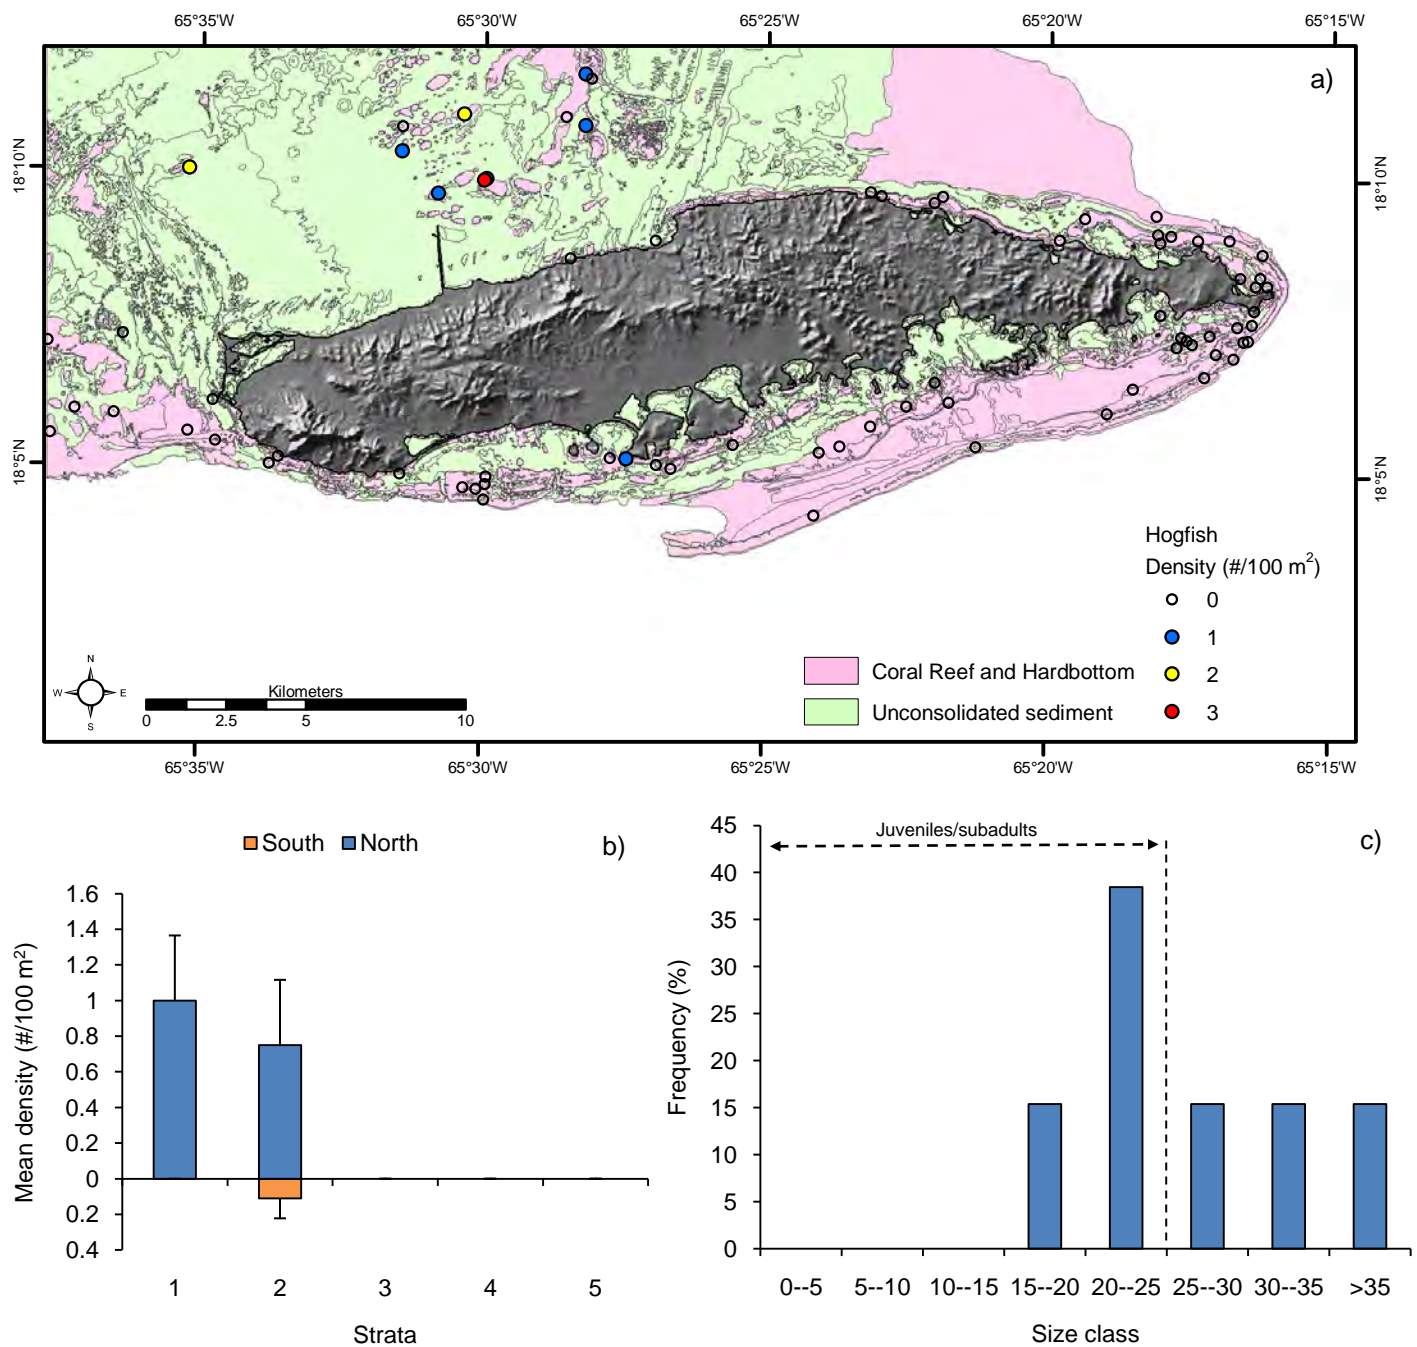 65°35'W 65°30'W 65°25'W 65°20'W 65°15'W
a)
18°10'N
18°10'N
18°5'N
18°5'N
Hogfish
Density (#/100 m2)
0
1
2
3
Coral Reef and Hardbottom
Unconsolidated sediment
N
W E
S
Kilometers
0 2.5 5 10
65°35'W 65°30'W 65°25'W 65°20'W 65°15'W
South North
b)
Mean density (#/100 m2)
1.6
1.4
1.2
1
0.8
0.6
0.4
0.2
0
0.2
0.4
1 2 3 4 5
Strata
Juveniles/subadults
c)
Frequency (%)
45
40
35
30
25
20
15
10
5
0
0--5 5--10 10--15 15--20 20--25 25--30 30--35 >35
Size class